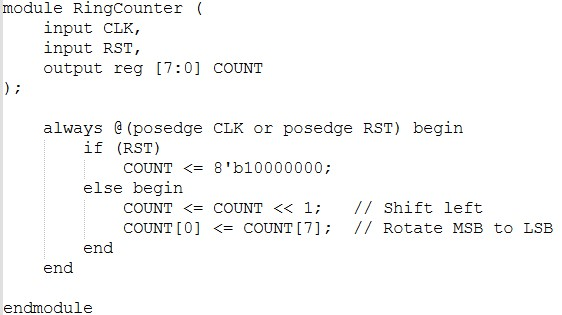 module RingCounter (
    input CLK,
    input RST,
    output reg [7:0] COUNT
);

    always @(posedge CLK or posedge RST) begin
        if (RST)
            COUNT <= 8'b10000000;
        else begin
            COUNT <= COUNT << 1;   // Shift left
            COUNT[0] <= COUNT[7];  // Rotate MSB to LSB
        end
    end

endmodule